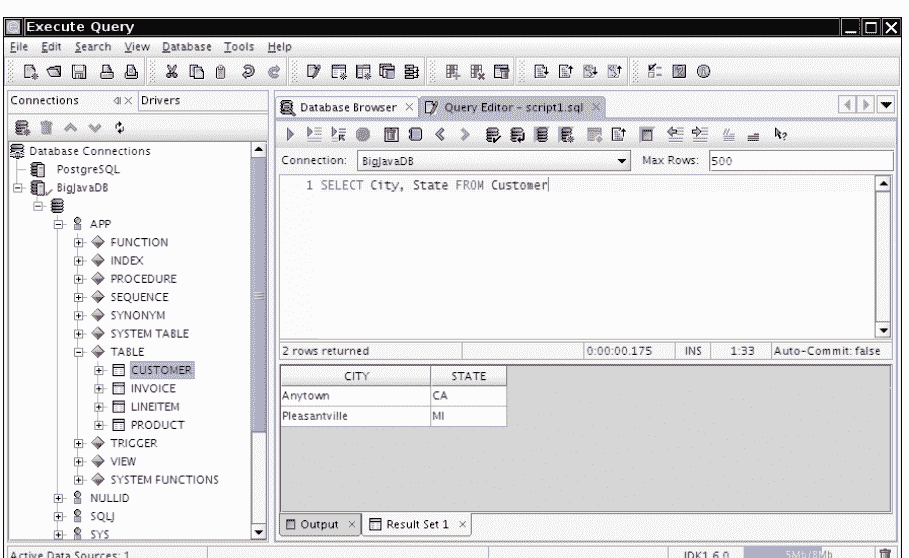 Execute Query
File Edit Search View Database Tools Help
Connections Drivers
Database Connections
PostgreSQL
BigJavaDB
APP
FUNCTION
INDEX
PROCEDURE
SEQUENCE
SYNONYM
SYSTEM TABLE
TABLE
CUSTOMER
INVOICE
LINEITEM
PRODUCT
TRIGGER
VIEW
SYSTEM FUNCTIONS
NULLID
SQLJ
SYS
Database Browser Query Editor - script1.sql
Connection: BigJavaDB Max Rows: 500
1 SELECT City, State FROM Customer
2 rows returned 0:00:00.175 INS 1:33 Auto-Commit: false
CITY STATE
Anytown CA
Pleasantville MI
Output Result Set 1
Active Data Sources: 1 JDK1.6.0 5Mb/8Mb